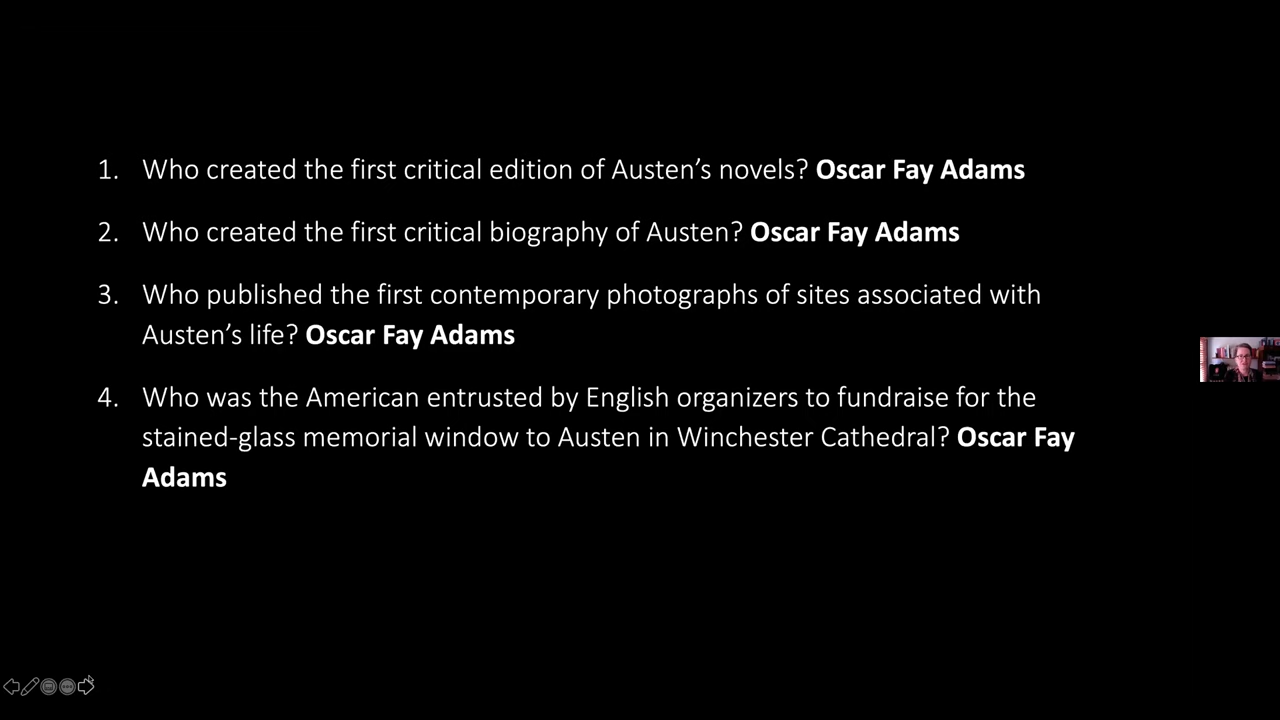 1. Who created the first critical edition of Austen’s novels? Oscar Fay Adams
2. Who created the first critical biography of Austen? Oscar Fay Adams
3. Who published the first contemporary photographs of sites associated with
Austen’s life? Oscar Fay Adams
4. Who was the American entrusted by English organizers to fundraise for the
stained-glass memorial window to Austen in Winchester Cathedral? Oscar Fay
Adams